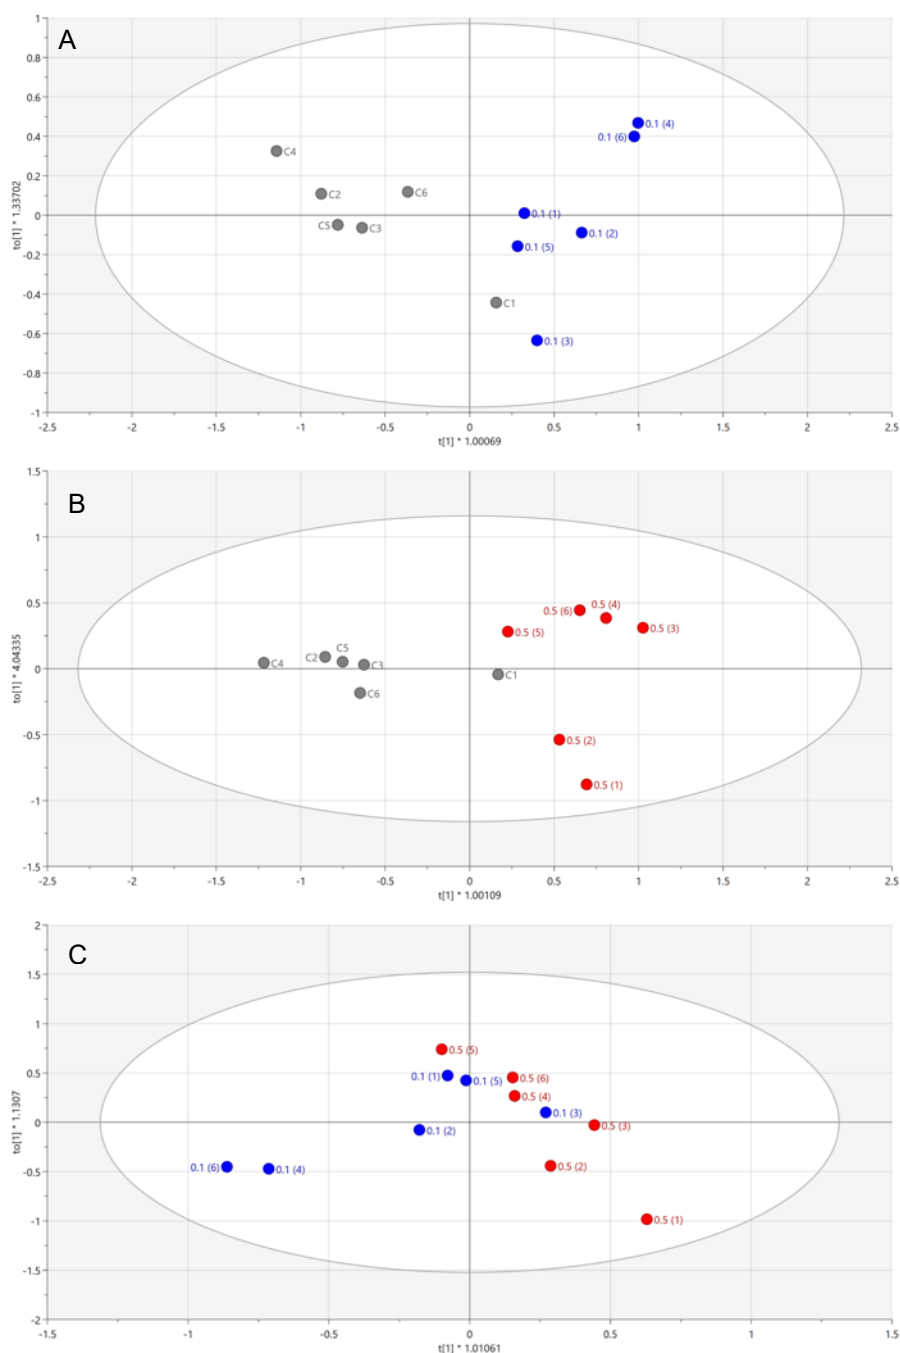 A
1
0.8
0.6
0.4
0.2
0
-0.2
-0.4
-0.6
-0.8
-1
to[1] * 1.33702
0.1 (4)
0.1 (6)
C4
C2
C6
0.1 (1)
C5
C3
0.1 (2)
0.1 (5)
C1
0.1 (3)
-2.5 -2 -1.5 -1 -0.5 0 0.5 1 1.5 2 2.5
t[1] * 1.00069
B
1.5
1
0.5
0
-0.5
-1
-1.5
to[1] * 4.04335
0.5 (6)
0.5 (4)
0.5 (5)
0.5 (3)
C5
C2
C4
C3
C1
C6
0.5 (2)
0.5 (1)
-2.5 -2 -1.5 -1 -0.5 0 0.5 1 1.5 2 2.5
t[1] * 1.00109
C
2
1.5
1
0.5
0
-0.5
-1
-1.5
-2
to[1] * 1.1307
0.5 (5)
0.1 (1)
0.1 (5)
0.5 (6)
0.5 (4)
0.1 (3)
0.5 (3)
0.1 (2)
0.1 (6)
0.1 (4)
0.5 (2)
0.5 (1)
-1.5 -1 -0.5 0 0.5 1 1.5
t[1] * 1.01061